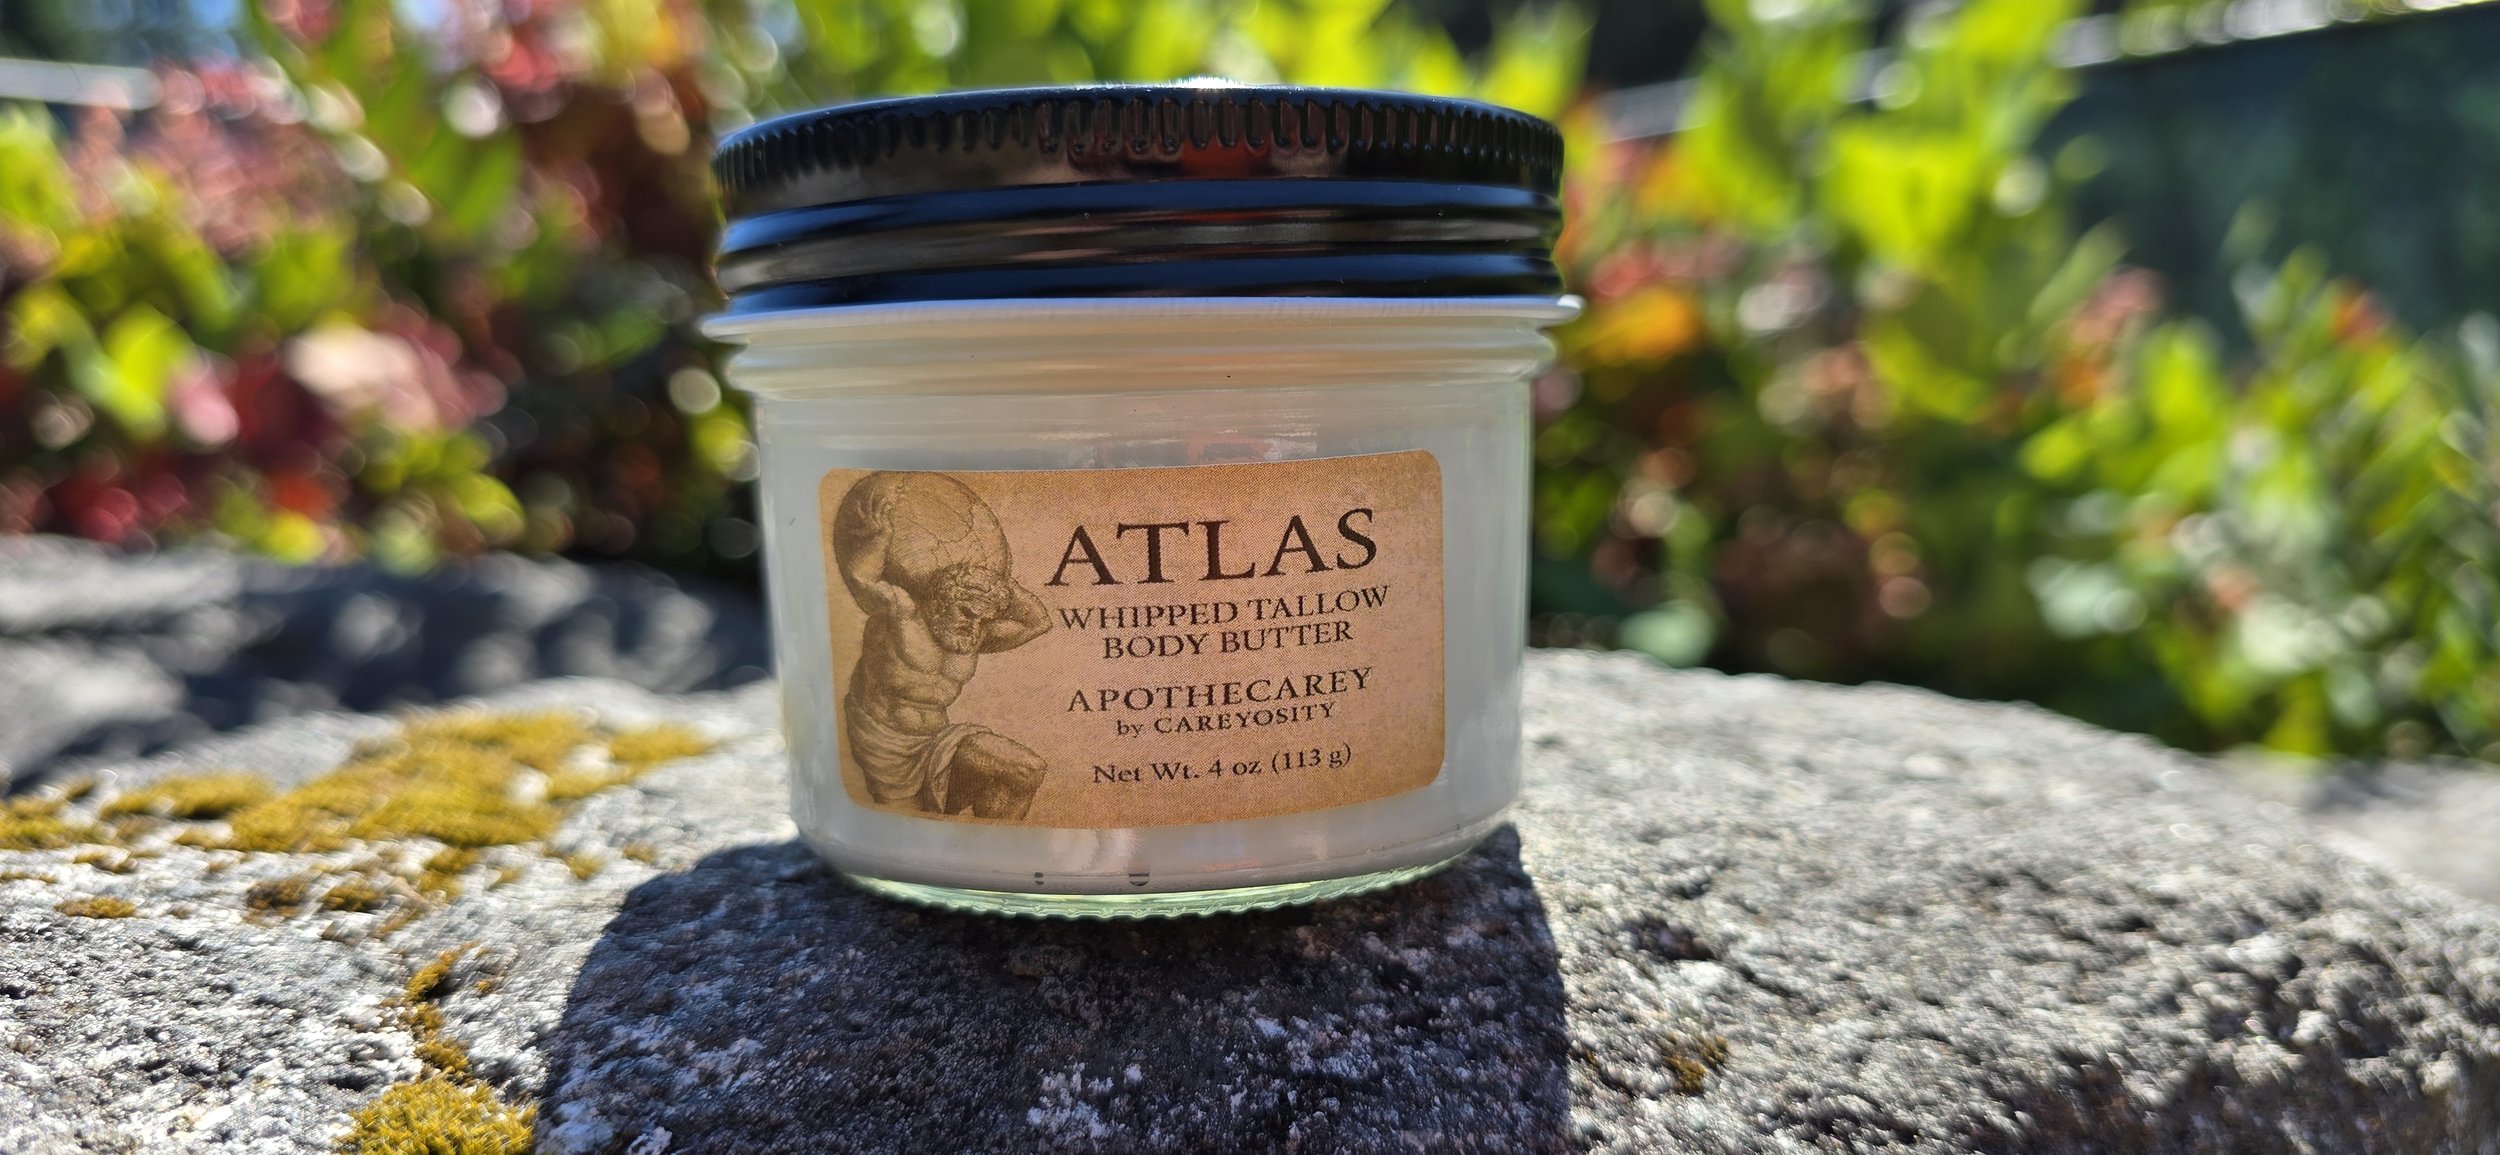 ATLAS
WHIPPED TALLOW
BODY BUTTER
APOTHECAREY
by CAREYOSITY
Net Wt. 4 oz (113 g)